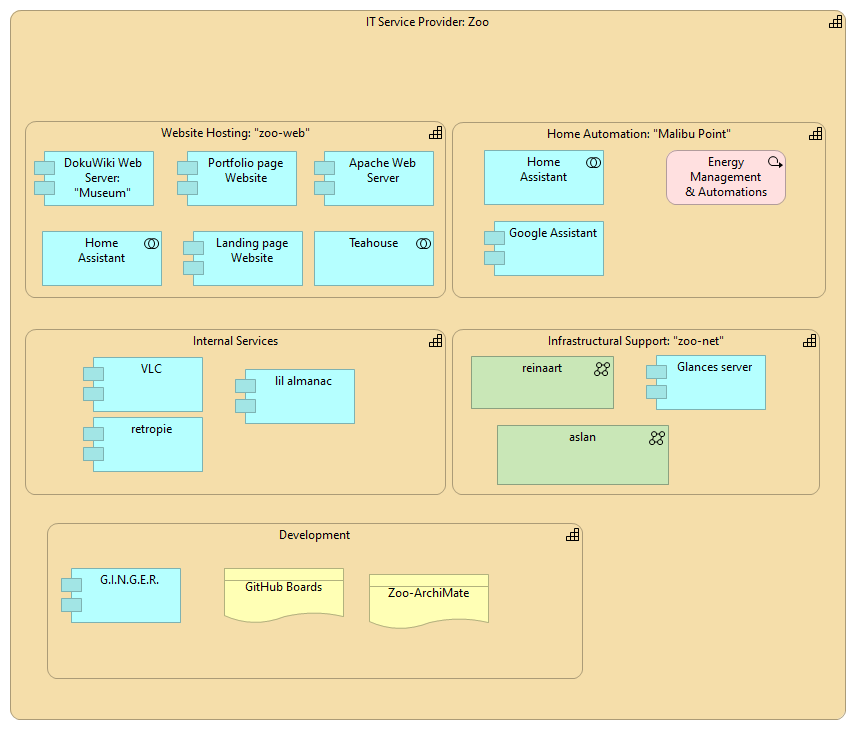 IT Service Provider: Zoo
Website Hosting: "zoo-web"
DokuWiki Web
Server:
"Museum"
Portfolio page
Website
Apache Web
Server
Home
Assistant
Landing page
Website
Teahouse
Home Automation: "Malibu Point"
Home
Assistant
Energy
Management
& Automations
Google Assistant
Internal Services
VLC
lil almanac
retropie
Infrastructural Support: "zoo-net"
reinaart
Glances server
aslan
Development
G.I.N.G.E.R.
GitHub Boards
Zoo-ArchiMate